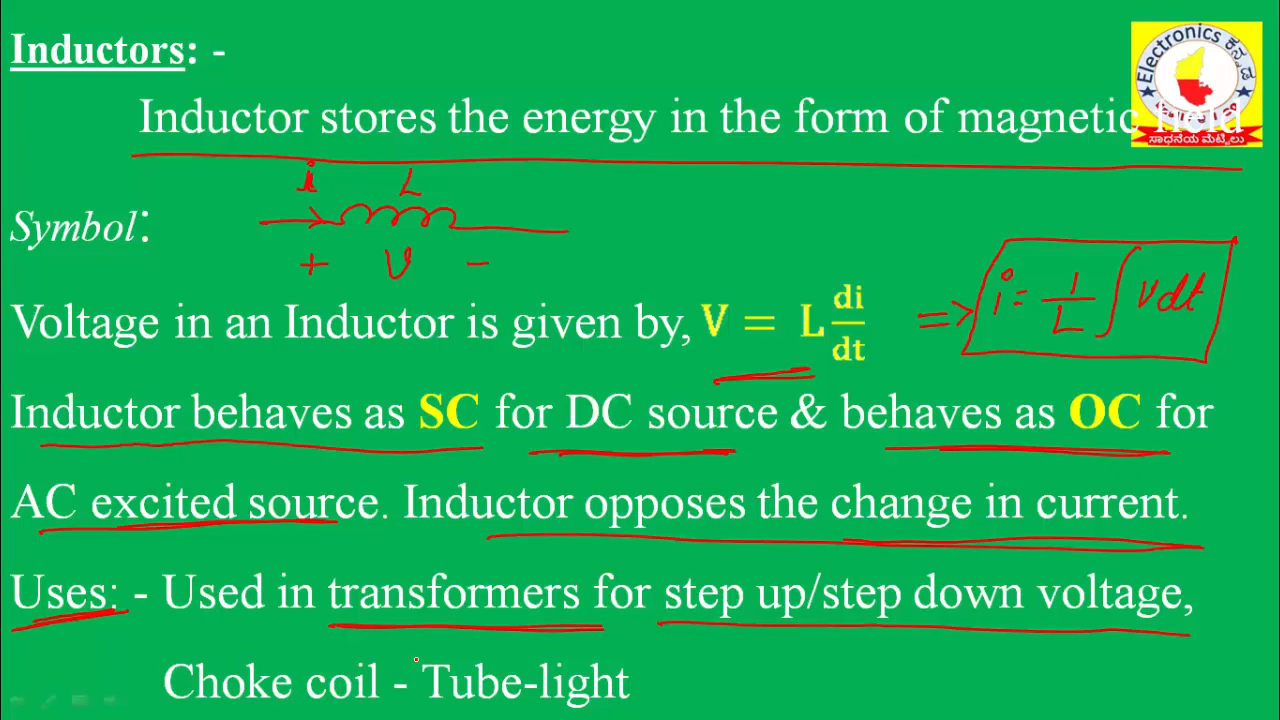 Inductors: -
Electronics ಕನ್ನಡ
ಸಾಧನೆಯ ಮೆಟ್ಟಿಲು
Inductor stores the energy in the form of magnetic field
i L
Symbol:
+ V -
Voltage in an Inductor is given by, V = L di/dt => i = 1/L ∫ v dt
Inductor behaves as SC for DC source & behaves as OC for
AC excited source. Inductor opposes the change in current.
Uses: - Used in transformers for step up/step down voltage,
Choke coil - Tube-light